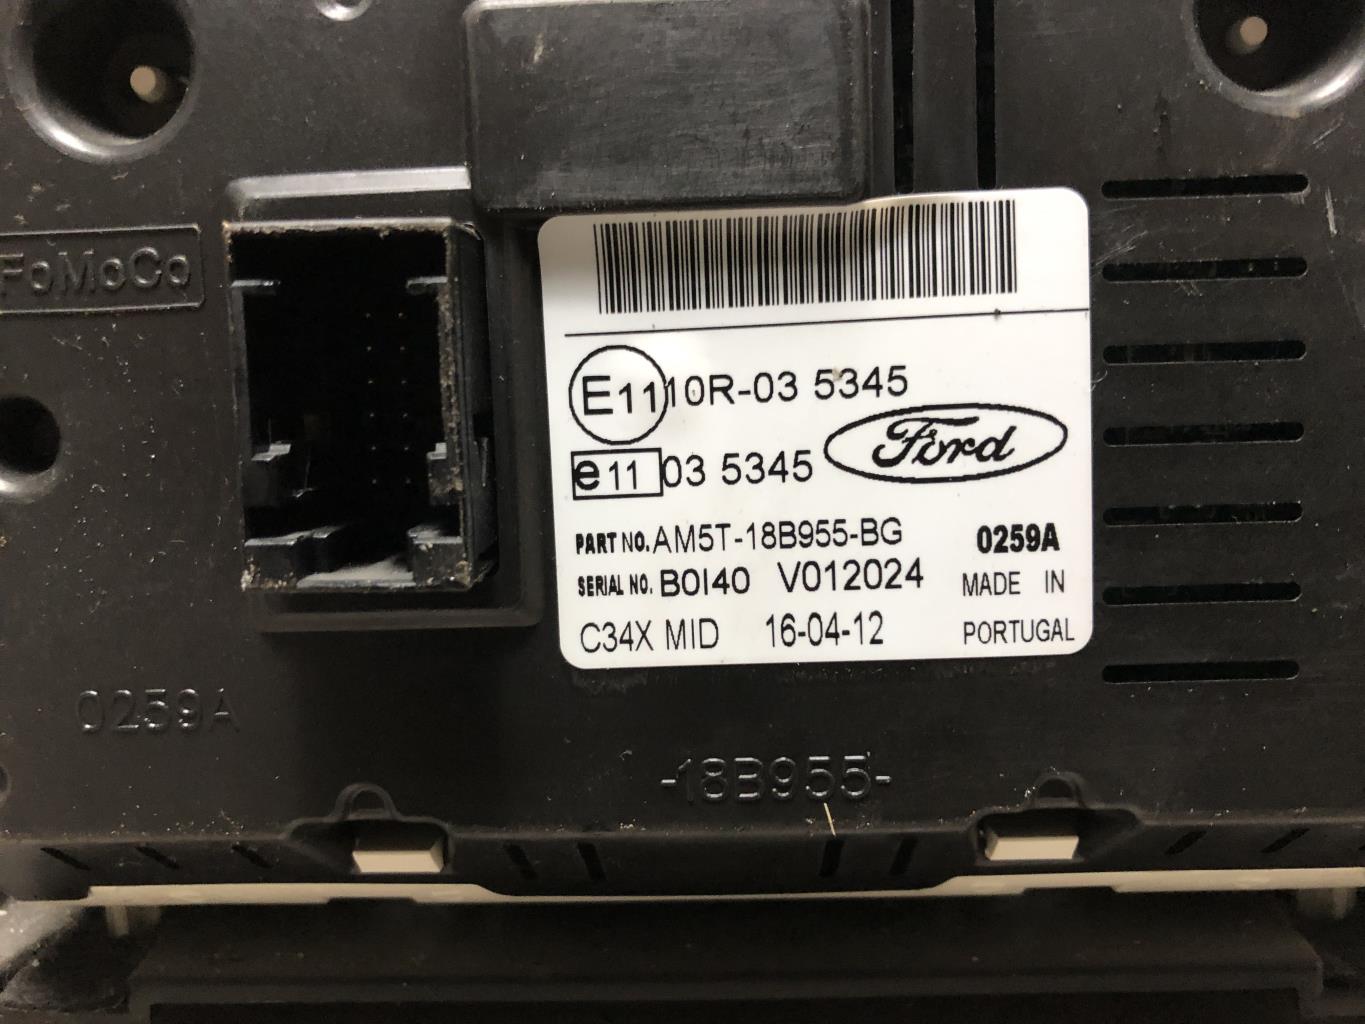 FoMoCo
E11 10R-03 5345
e11 03 5345
Ford
PART NO. AM5T-18B955-BG 0259A
SERIAL NO. B0I40 V012024 MADE IN
C34X MID 16-04-12 PORTUGAL
0259A
-18B955-